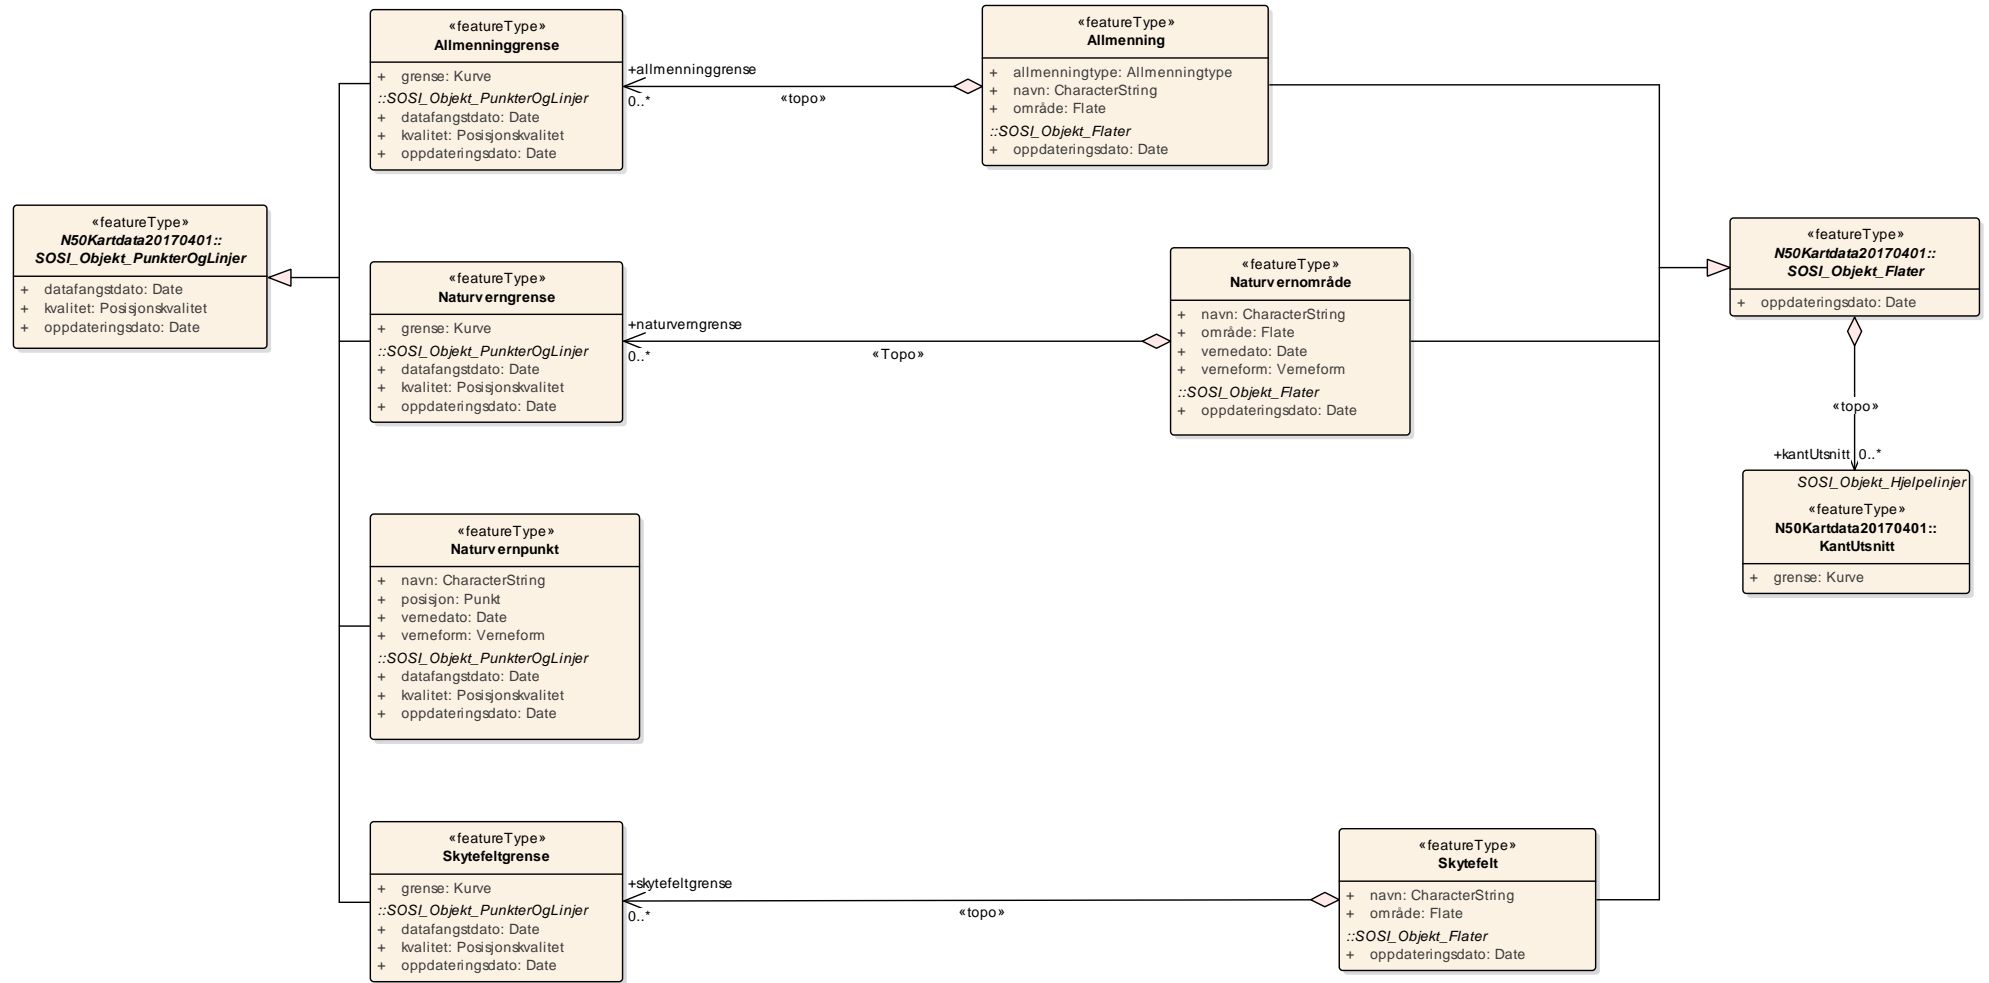 «featureType»
Allmenninggrense
+ grense: Kurve
::SOSI_Objekt_PunkterOgLinjer
+ datafangstdato: Date
+ kvalitet: Posisjonskvalitet
+ oppdateringsdato: Date
+allmenninggrense
0..*
«topo»
«featureType»
Allmenning
+ allmenningtype: Allmenningtype
+ navn: CharacterString
+ område: Flate
::SOSI_Objekt_Flater
+ oppdateringsdato: Date
«featureType»
N50Kartdata20170401::
SOSI_Objekt_PunkterOgLinjer
+ datafangstdato: Date
+ kvalitet: Posisjonskvalitet
+ oppdateringsdato: Date
«featureType»
Naturverngrense
+ grense: Kurve
::SOSI_Objekt_PunkterOgLinjer
+ datafangstdato: Date
+ kvalitet: Posisjonskvalitet
+ oppdateringsdato: Date
+naturverngrense
0..*
«Topo»
«featureType»
Naturvernområde
+ navn: CharacterString
+ område: Flate
+ vernedato: Date
+ verneform: Verneform
::SOSI_Objekt_Flater
+ oppdateringsdato: Date
«featureType»
N50Kartdata20170401::
SOSI_Objekt_Flater
+ oppdateringsdato: Date
«topo»
+kantUtsnitt 0..*
SOSI_Objekt_Hjelpelinjer
«featureType»
N50Kartdata20170401::
KantUtsnitt
+ grense: Kurve
«featureType»
Naturvernpunkt
+ navn: CharacterString
+ posisjon: Punkt
+ vernedato: Date
+ verneform: Verneform
::SOSI_Objekt_PunkterOgLinjer
+ datafangstdato: Date
+ kvalitet: Posisjonskvalitet
+ oppdateringsdato: Date
«featureType»
Skytefeltgrense
+ grense: Kurve
::SOSI_Objekt_PunkterOgLinjer
+ datafangstdato: Date
+ kvalitet: Posisjonskvalitet
+ oppdateringsdato: Date
+skytefeltgrense
0..*
«topo»
«featureType»
Skytefelt
+ navn: CharacterString
+ område: Flate
::SOSI_Objekt_Flater
+ oppdateringsdato: Date